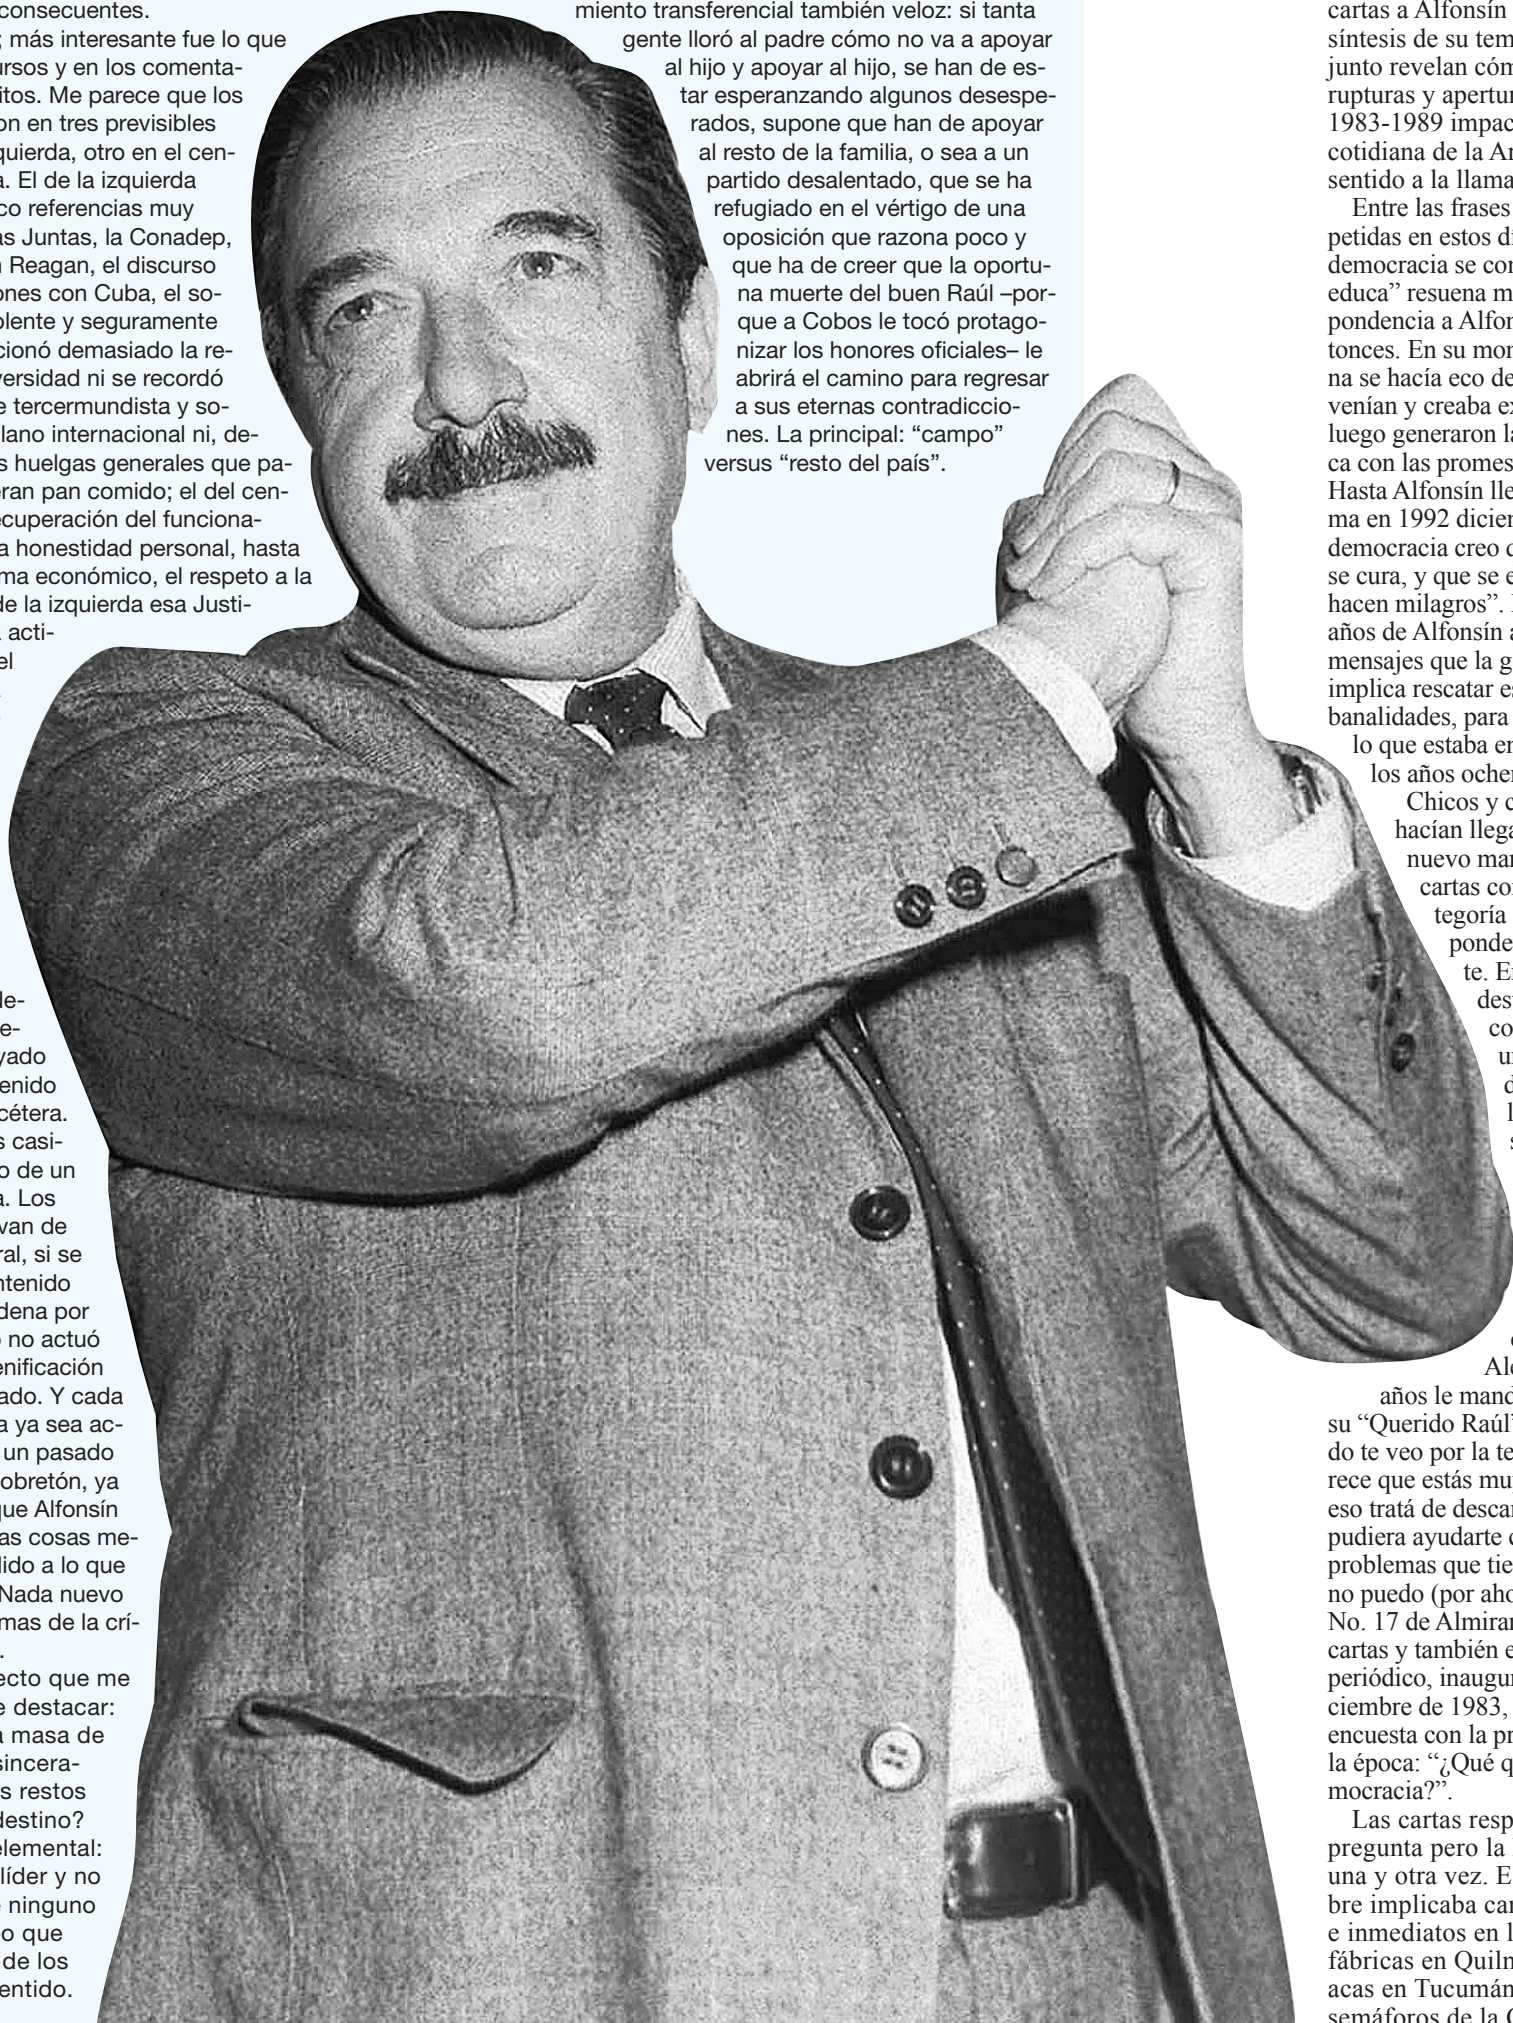 consecuentes.
; más interesante fue lo que
ursos y en los comenta-
itos. Me parece que los
on en tres previsibles
quierda, otro en el cen-
a. El de la izquierda
co referencias muy
as Juntas, la Conadep,
n Reagan, el discurso
ones con Cuba, el so-
olente y seguramente
cionó demasiado la re-
versidad ni se recordó
e tercermundista y so-
lano internacional ni, de-
s huelgas generales que pa-
eran pan comido; el del cen-
ecuperación del funciona-
a honestidad personal, hasta
ma económico, el respeto a la
de la izquierda esa Justi-
acti-
el
le-
e-
yado
enido
cétera.
s casi-
o de un
a. Los
van de
ral, si se
ntenido
dena por
o no actuó
enificación
ado. Y cada
a ya sea ac-
un pasado
obretón, ya
que Alfonsín
as cosas me-
dido a lo que
Nada nuevo
mas de la crí-
.
ecto que me
e destacar:
a masa de
sincera-
s restos
destino?
elemental:
líder y no
e ninguno
o que
de los
entido.
miento transferencial también veloz: si tanta
gente lloró al padre cómo no va a apoyar
al hijo y apoyar al hijo, se han de es-
tar esperanzando algunos desespe-
rados, supone que han de apoyar
al resto de la familia, o sea a un
partido desalentado, que se ha
refugiado en el vértigo de una
oposición que razona poco y
que ha de creer que la oportu-
na muerte del buen Raúl –por-
que a Cobos le tocó protago-
nizar los honores oficiales– le
abrirá el camino para regresar
a sus eternas contradiccio-
nes. La principal: “campo”
versus “resto del país”.
cartas a Alfonsín
síntesis de su tem
junto revelan cóm
rupturas y apertur
1983-1989 impac
cotidiana de la Ar
sentido a la llama
Entre las frases
petidas en estos dí
democracia se con
educa” resuena m
pondencia a Alfon
tonces. En su mon
na se hacía eco de
venían y creaba ex
luego generaron la
ca con las promes
Hasta Alfonsín lle
ma en 1992 dicien
democracia creo q
se cura, y que se e
hacen milagros”.
años de Alfonsín a
mensajes que la g
implica rescatar es
banalidades, para
lo que estaba en
los años ochen
Chicos y c
hacían llega
nuevo man
cartas con
tegoría
ponde
te. E
des
co
u
d
l
s
Ale
años le mand
su “Querido Raúl”
do te veo por la te
rece que estás mu
eso tratá de descan
pudiera ayudarte c
problemas que tie
no puedo (por aho
No. 17 de Almiran
cartas y también e
periódico, inaugur
ciembre de 1983,
encuesta con la pr
la época: “¿Qué q
mocracia?”.
Las cartas resp
pregunta pero la
una y otra vez. E
bre implicaba can
e inmediatos en l
fábricas en Quilm
acas en Tucumán
semáforos de la C